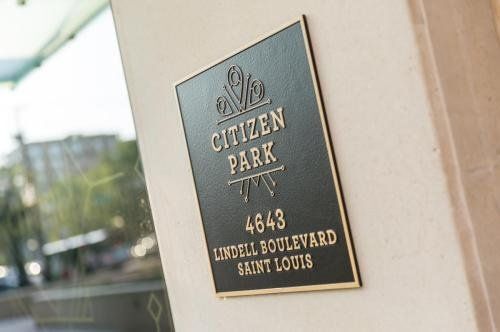 CITIZEN
PARK
4643
LINDELL BOULEVARD
SAINT LOUIS